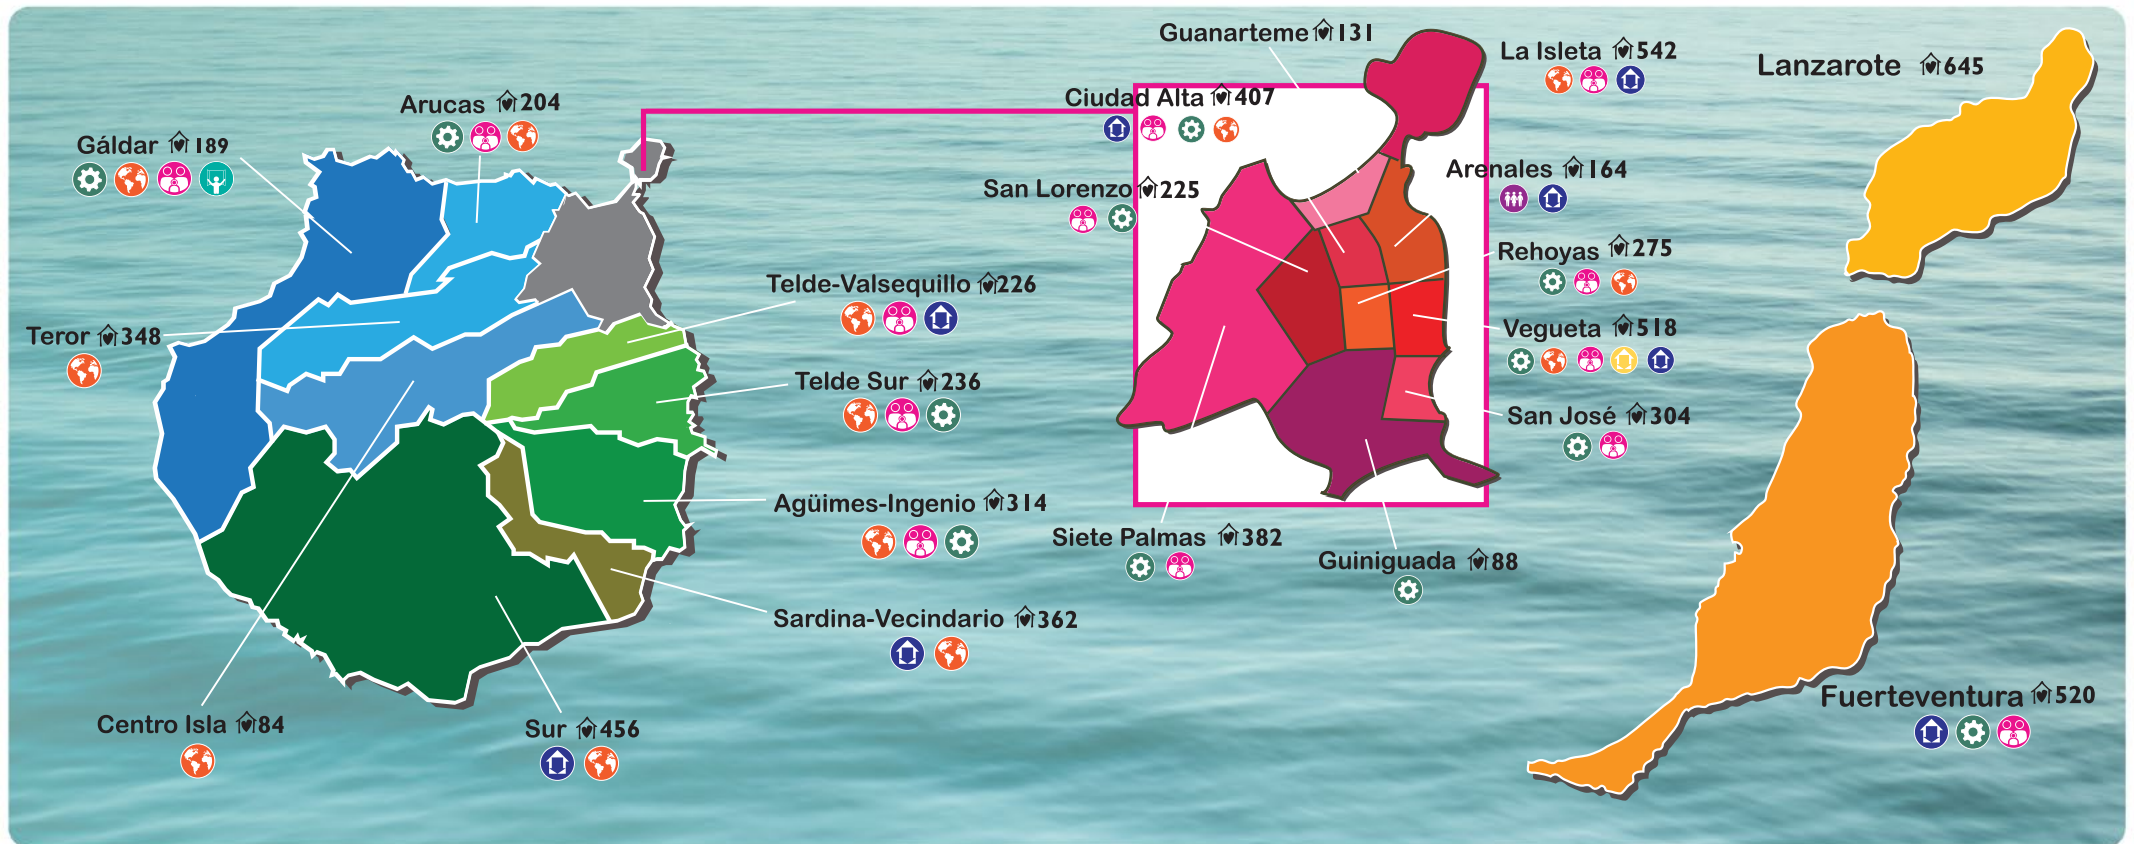 Guanarteme 131
La Isleta 542
Lanzarote 645
Ciudad Alta 407
Arucas 204
Gáldar 189
Arenales 164
San Lorenzo 225
Rehoyas 275
Telde-Valsequillo 226
Teror 348
Vegueta 518
Telde Sur 236
San José 304
Agüimes-Ingenio 314
Siete Palmas 382
Guiniguada 88
Sardina-Vecindario 362
Fuerteventura 520
Centro Isla 84
Sur 456